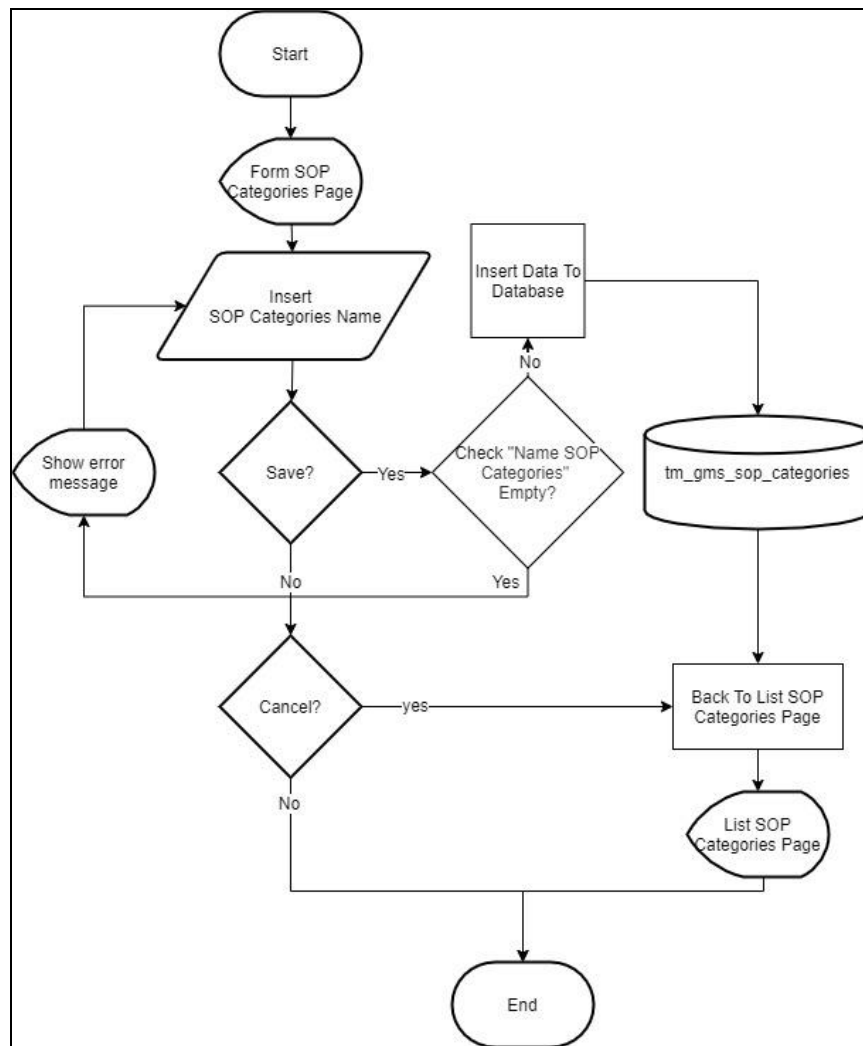 Start
Form SOP
Categories Page
Insert
SOP Categories Name
Insert Data To
Database
No
Show error
message
Save?
Yes
Check "Name SOP
Categories"
Empty?
tm_gms_sop_categories
No
Yes
Cancel?
yes
Back To List SOP
Categories Page
No
List SOP
Categories Page
End